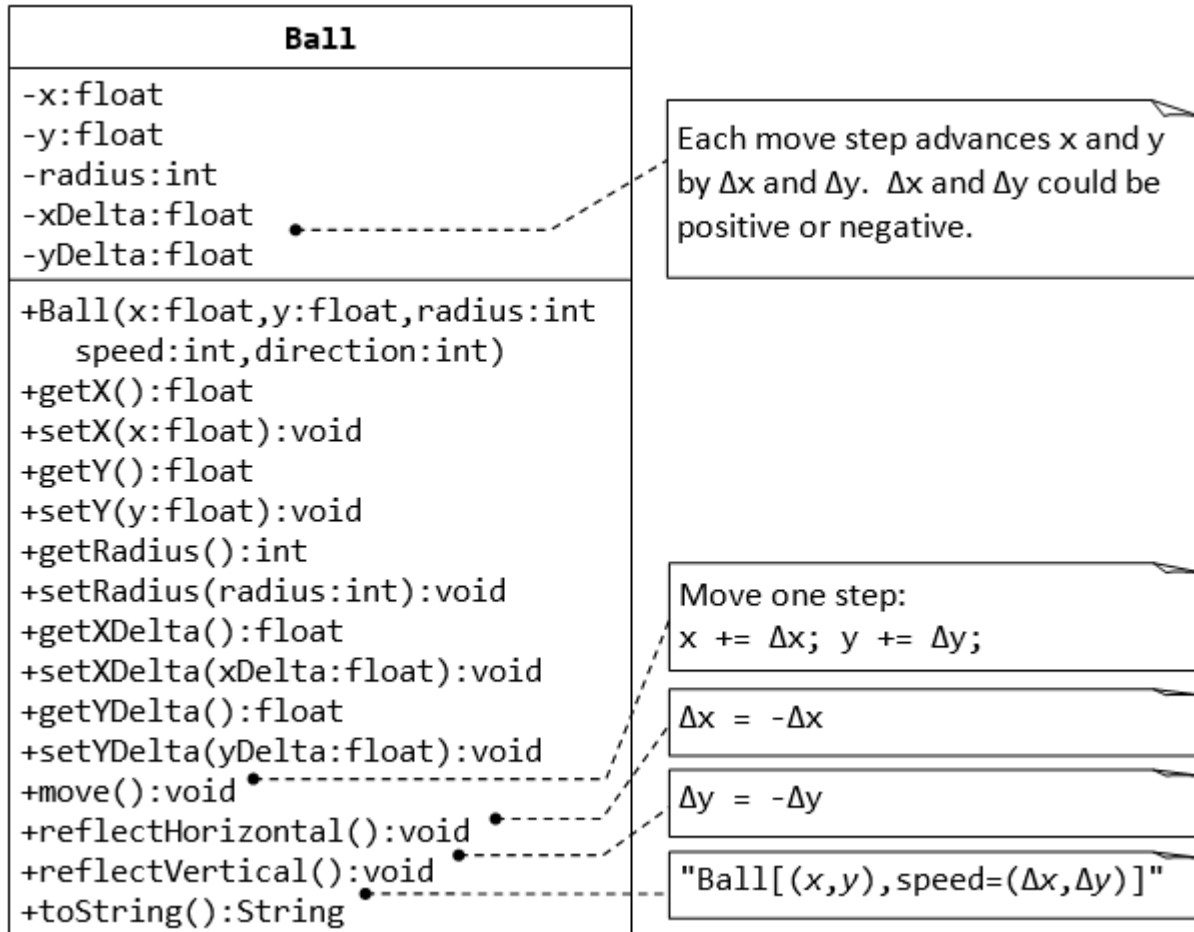 Ball
-x:float
-y:float
-radius:int
-xDelta:float
-yDelta:float
Each move step advances x and y
by Δx and Δy.  Δx and Δy could be
positive or negative.
+Ball(x:float,y:float,radius:int
speed:int,direction:int)
+getX():float
+setX(x:float):void
+getY():float
+setY(y:float):void
+getRadius():int
+setRadius(radius:int):void
+getXDelta():float
+setXDelta(xDelta:float):void
+getYDelta():float
+setYDelta(yDelta:float):void
+move():void
+reflectHorizontal():void
+reflectVertical():void
+toString():String
Move one step:
x += Δx; y += Δy;
Δx = -Δx
Δy = -Δy
"Ball[(x,y),speed=(Δx,Δy)]"